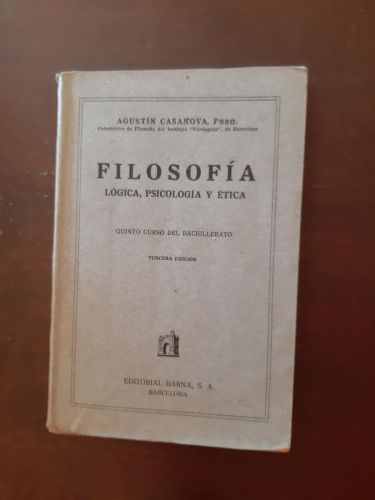 AGUSTÍN CASANOVA, PBRO.
Catedrático de Filosofía del Instituto "Verdaguer", de Barcelona
FILOSOFÍA
LÓGICA, PSICOLOGÍA Y ÉTICA
QUINTO CURSO DEL BACHILLERATO
TERCERA EDICIÓN
EDITORIAL BARNA, S. A.
BARCELONA